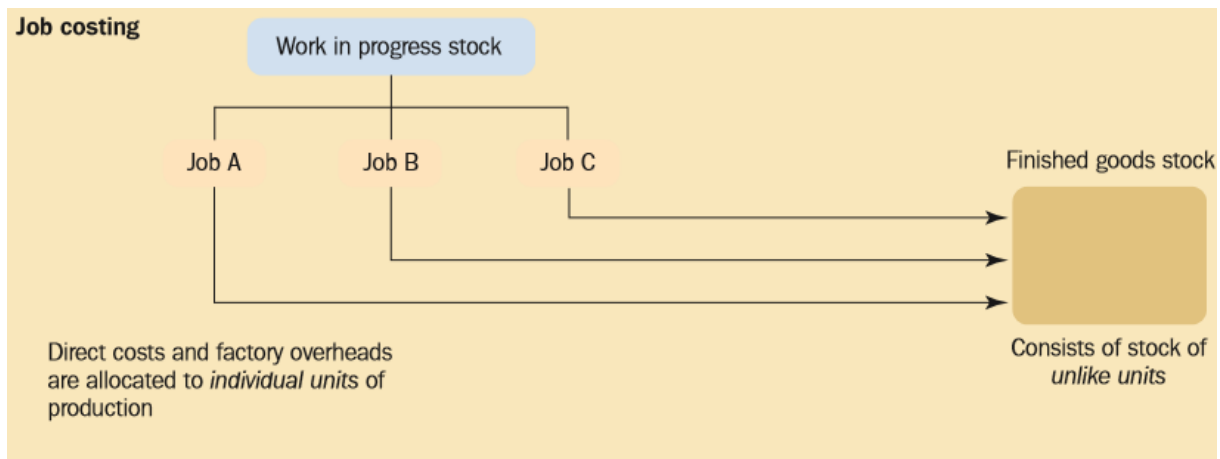 Job costing
Work in progress stock
Job A
Job B
Job C
Finished goods stock
Direct costs and factory overheads
are allocated to individual units of
production
Consists of stock of
unlike units